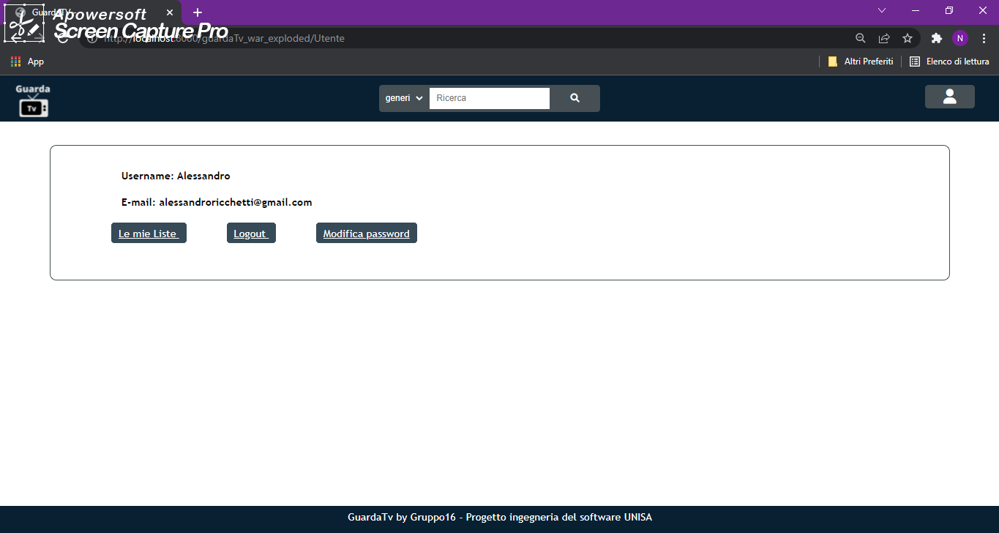 GuardaTV
Apowersoft
Screen Capture Pro
http://localhost:8080/guardaTv_war_exploded/Utente
N
App
Altri Preferiti
Elenco di lettura
Guarda
Tv
generi
Ricerca
Username: Alessandro
E-mail: alessandroricchetti@gmail.com
Le mie Liste
Logout
Modifica password
GuardaTv by Gruppo16 - Progetto ingegneria del software UNISA